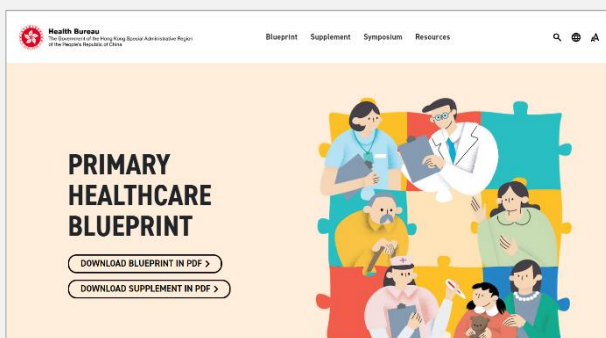 Health Bureau
The Government of the Hong Kong Special Administrative Region
of the People's Republic of China
Blueprint Supplement Symposium Resources
A
PRIMARY
HEALTHCARE
BLUEPRINT
DOWNLOAD BLUEPRINT IN PDF >
DOWNLOAD SUPPLEMENT IN PDF >